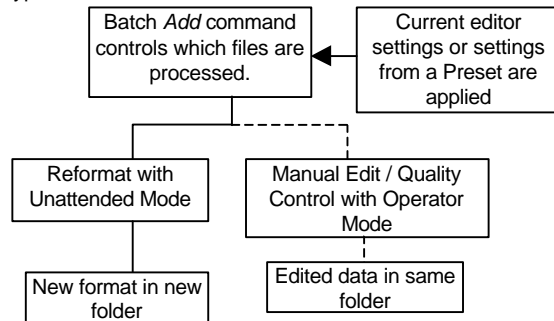 Batch Add command
controls which files are
processed.
Current editor
settings or settings
from a Preset are
applied
Reformat with
Unattended Mode
Manual Edit / Quality
Control with Operator
Mode
New format in new
folder
Edited data in same
folder